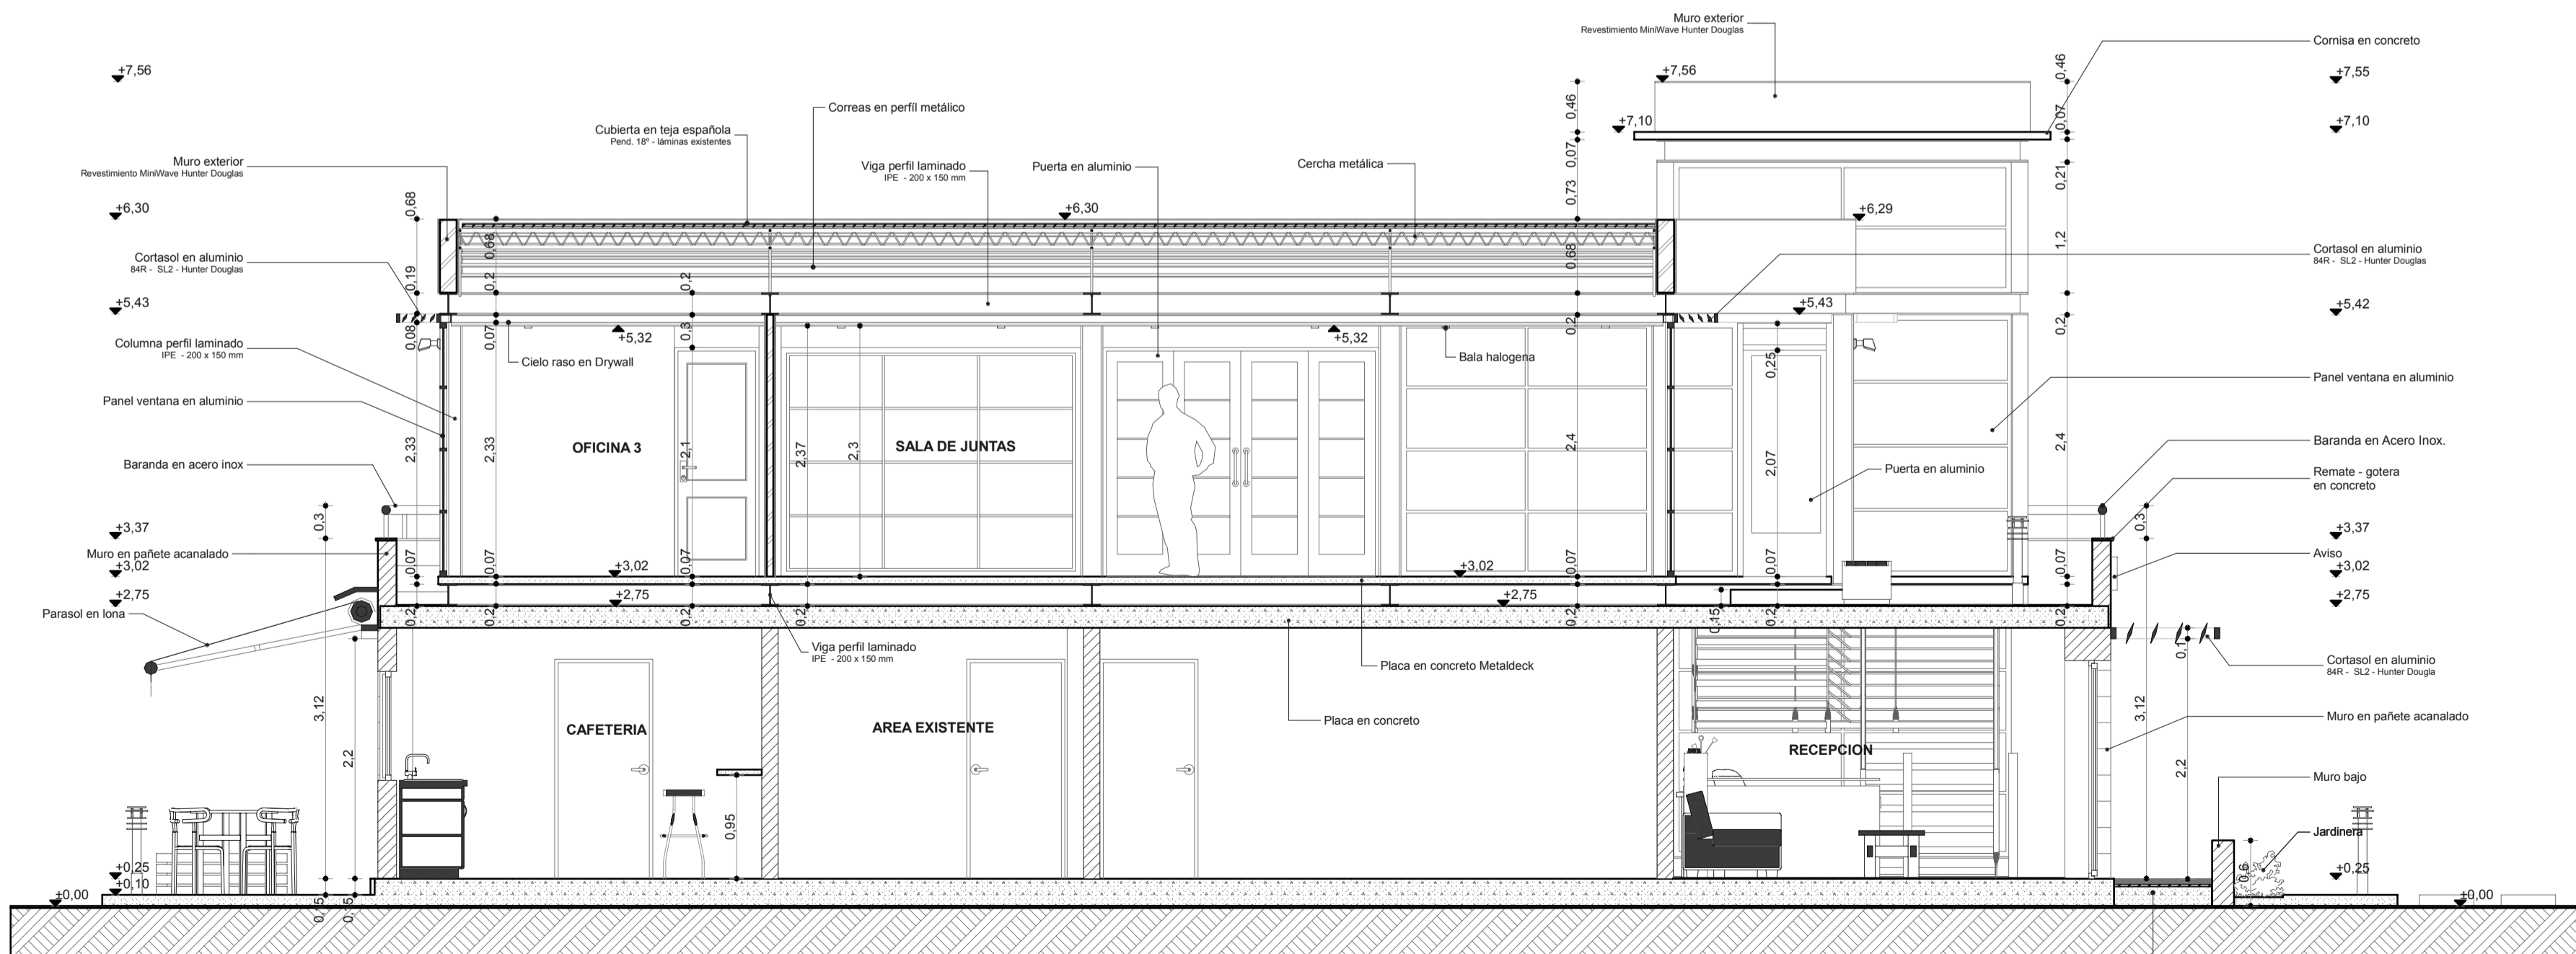 Muro exterior
Revestimiento MiniWave Hunter Douglas
Cornisa en concreto
+7,56
+7,56
0,46
0,46
+7,55
Correas en perfíl metálico
Cubierta en teja española
Pend. 18º - láminas existentes
+7,10
0,07
+7,10
Muro exterior
Revestimiento MiniWave Hunter Douglas
Viga perfil laminado
IPE - 200 x 150 mm
Puerta en aluminio
Cercha metálica
0,07
0,21
0,73
0,68
+6,30
+6,30
+6,29
0,68
0,68
1,2
Cortasol en aluminio
84R - SL2 - Hunter Douglas
Cortasol en aluminio
84R - SL2 - Hunter Douglas
0,19
0,2
0,2
+5,43
+5,43
+5,42
0,08
0,07
0,3
0,2
0,2
+5,32
+5,32
Columna perfil laminado
IPE - 200 x 150 mm
Cielo raso en Drywall
Bala halogena
0,25
Panel ventana en aluminio
Panel ventana en aluminio
2,33
2,33
OFICINA 3
2,1
2,37
2,3
SALA DE JUNTAS
2,4
2,07
2,4
Baranda en acero inox
Puerta en aluminio
Baranda en Acero Inox.
Remate - gotera
en concreto
0,3
0,3
+3,37
+3,37
Muro en pañete acanalado
Aviso
+3,02
0,07
0,07
+3,02
0,07
+3,02
0,07
0,07
0,07
+3,02
+2,75
+2,75
+2,75
+2,75
Parasol en lona
0,2
0,2
0,2
0,2
0,2
0,15
0,2
0,2
Viga perfil laminado
IPE - 200 x 150 mm
Placa en concreto Metaldeck
0,1
Cortasol en aluminio
84R - SL2 - Hunter Dougla
3,12
3,12
Placa en concreto
Muro en pañete acanalado
CAFETERIA
AREA EXISTENTE
RECEPCION
2,2
2,2
Muro bajo
0,95
Jardinera
+0,25
0,6
+0,25
+0,10
+0,00
0,15
0,15
+0,00